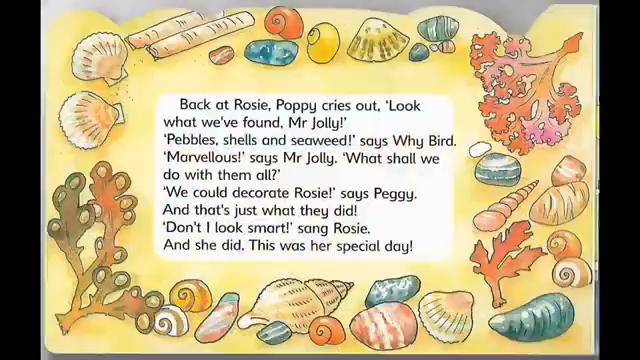 Back at Rosie, Poppy cries out, ‘Look
what we've found, Mr Jolly!’
‘Pebbles, shells and seaweed!’ says Why Bird.
‘Marvellous!’ says Mr Jolly. ‘What shall we
do with them all?’
‘We could decorate Rosie!’ says Peggy.
And that's just what they did!
‘Don't I look smart!’ sang Rosie.
And she did. This was her special day!